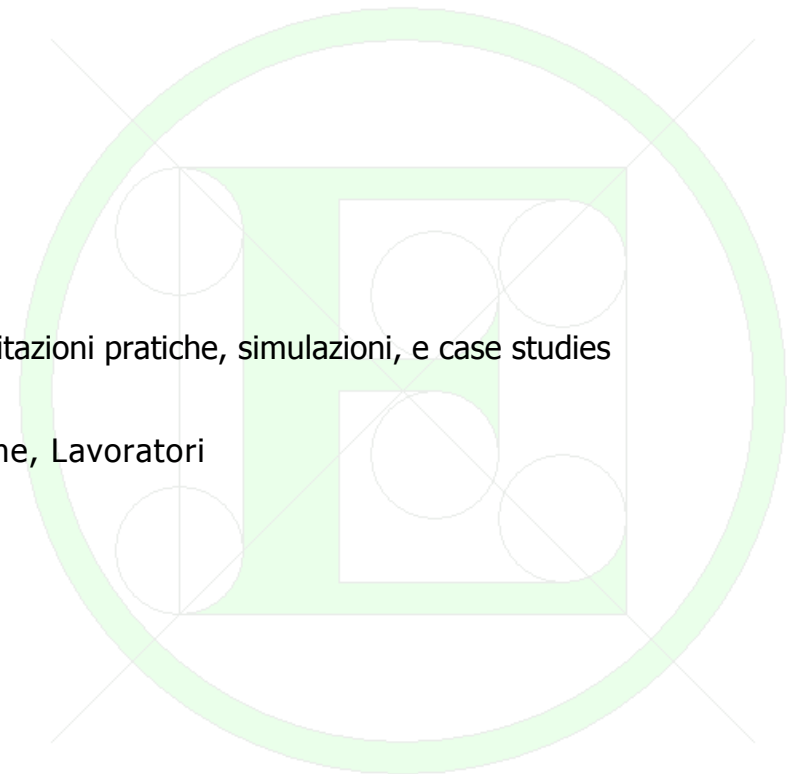 itazioni pratiche, simulazioni, e case studies
ne, Lavoratori